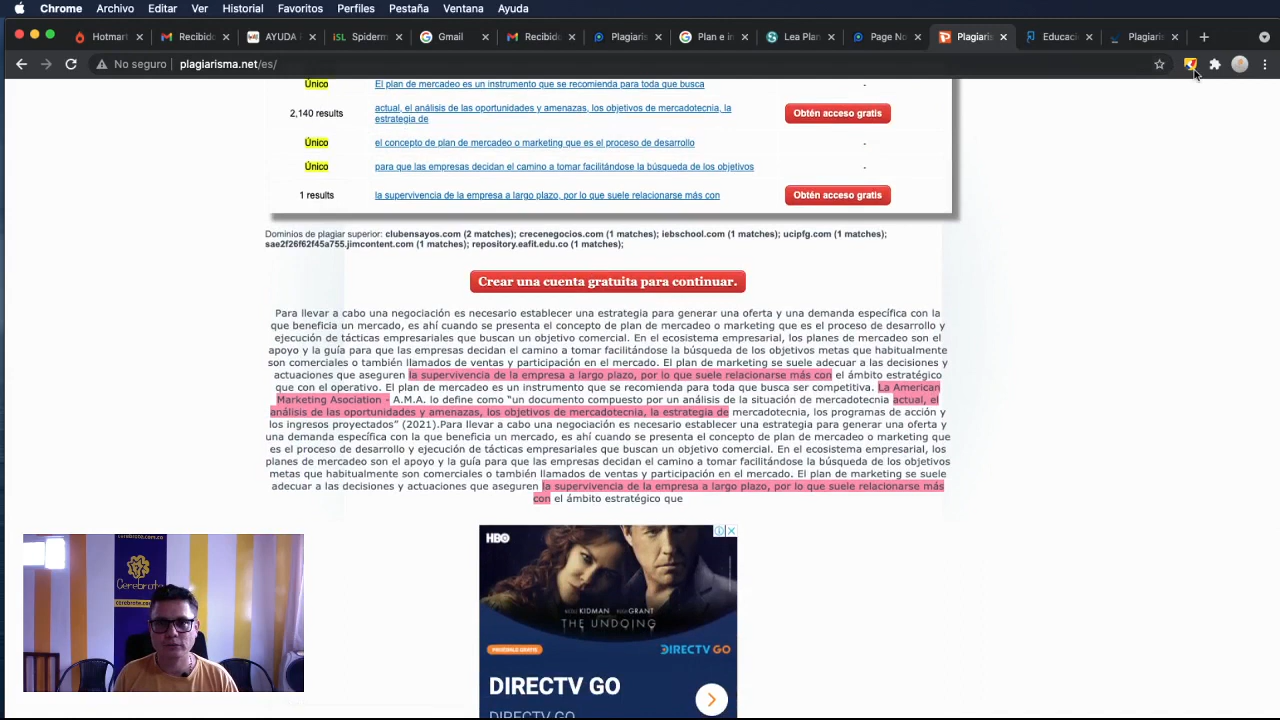 Chrome Archivo Editar Ver Historial Favoritos Perfiles Pestaña Ventana Ayuda
Hotmart Recibido AYUDA iSL Spiderm Gmail Recibido Plagiaris Plan e in Lea Plan Page No Plagiaris Educac Plagiaris
No seguro plagiarisma.net/es/
Único El plan de mercadeo es un instrumento que se recomienda para toda que busca -
2,140 results actual, el análisis de las oportunidades y amenazas, los objetivos de mercadotecnia, la estrategia de Obtén acceso gratis
Único el concepto de plan de mercadeo o marketing que es el proceso de desarrollo -
Único para que las empresas decidan el camino a tomar facilitándose la búsqueda de los objetivos -
1 results la supervivencia de la empresa a largo plazo, por lo que suele relacionarse más con Obtén acceso gratis
Dominios de plagiar superior: clubensayos.com (2 matches); crecenegocios.com (1 matches); iebschool.com (1 matches); ucipfg.com (1 matches);
sae2f26f62f45a755.jimcontent.com (1 matches); repository.eafit.edu.co (1 matches);
Crear una cuenta gratuita para continuar.
Para llevar a cabo una negociación es necesario establecer una estrategia para generar una oferta y una demanda específica con la
que beneficia un mercado, es ahí cuando se presenta el concepto de plan de mercadeo o marketing que es el proceso de desarrollo y
ejecución de tácticas empresariales que buscan un objetivo comercial. En el ecosistema empresarial, los planes de mercadeo son el
apoyo y la guía para que las empresas decidan el camino a tomar facilitándose la búsqueda de los objetivos metas que habitualmente
son comerciales o también llamados de ventas y participación en el mercado. El plan de marketing se suele adecuar a las decisiones y
actuaciones que aseguren la supervivencia de la empresa a largo plazo, por lo que suele relacionarse más con el ámbito estratégico
que con el operativo. El plan de mercadeo es un instrumento que se recomienda para toda que busca ser competitiva. La American
Marketing Asociation - A.M.A. lo define como “un documento compuesto por un análisis de la situación de mercadotecnia actual, el
análisis de las oportunidades y amenazas, los objetivos de mercadotecnia, la estrategia de mercadotecnia, los programas de acción y
los ingresos proyectados” (2021).Para llevar a cabo una negociación es necesario establecer una estrategia para generar una oferta y
una demanda específica con la que beneficia un mercado, es ahí cuando se presenta el concepto de plan de mercadeo o marketing que
es el proceso de desarrollo y ejecución de tácticas empresariales que buscan un objetivo comercial. En el ecosistema empresarial, los
planes de mercadeo son el apoyo y la guía para que las empresas decidan el camino a tomar facilitándose la búsqueda de los objetivos
metas que habitualmente son comerciales o también llamados de ventas y participación en el mercado. El plan de marketing se suele
adecuar a las decisiones y actuaciones que aseguren la supervivencia de la empresa a largo plazo, por lo que suele relacionarse más
con el ámbito estratégico que
HBO
KIDMAN GRANT
THE UNDOING
DIRECTV GO
DIRECTV GO
DIRECTV GO
cerebrote.com.co
Cerebrote